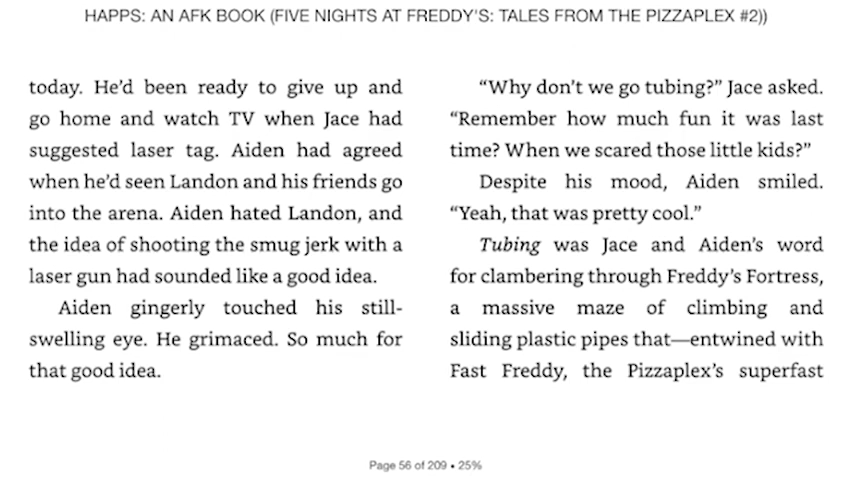 HAPPS: AN AFK BOOK (FIVE NIGHTS AT FREDDY'S: TALES FROM THE PIZZAPLEX #2))
today. He’d been ready to give up and
go home and watch TV when Jace had
suggested laser tag. Aiden had agreed
when he’d seen Landon and his friends go
into the arena. Aiden hated Landon, and
the idea of shooting the smug jerk with a
laser gun had sounded like a good idea.
Aiden gingerly touched his still-
swelling eye. He grimaced. So much for
that good idea.
“Why don’t we go tubing?” Jace asked.
“Remember how much fun it was last
time? When we scared those little kids?”
Despite his mood, Aiden smiled.
“Yeah, that was pretty cool.”
Tubing was Jace and Aiden’s word
for clambering through Freddy’s Fortress,
a massive maze of climbing and
sliding plastic pipes that—entwined with
Fast Freddy, the Pizzaplex’s superfast
Page 56 of 209 • 25%